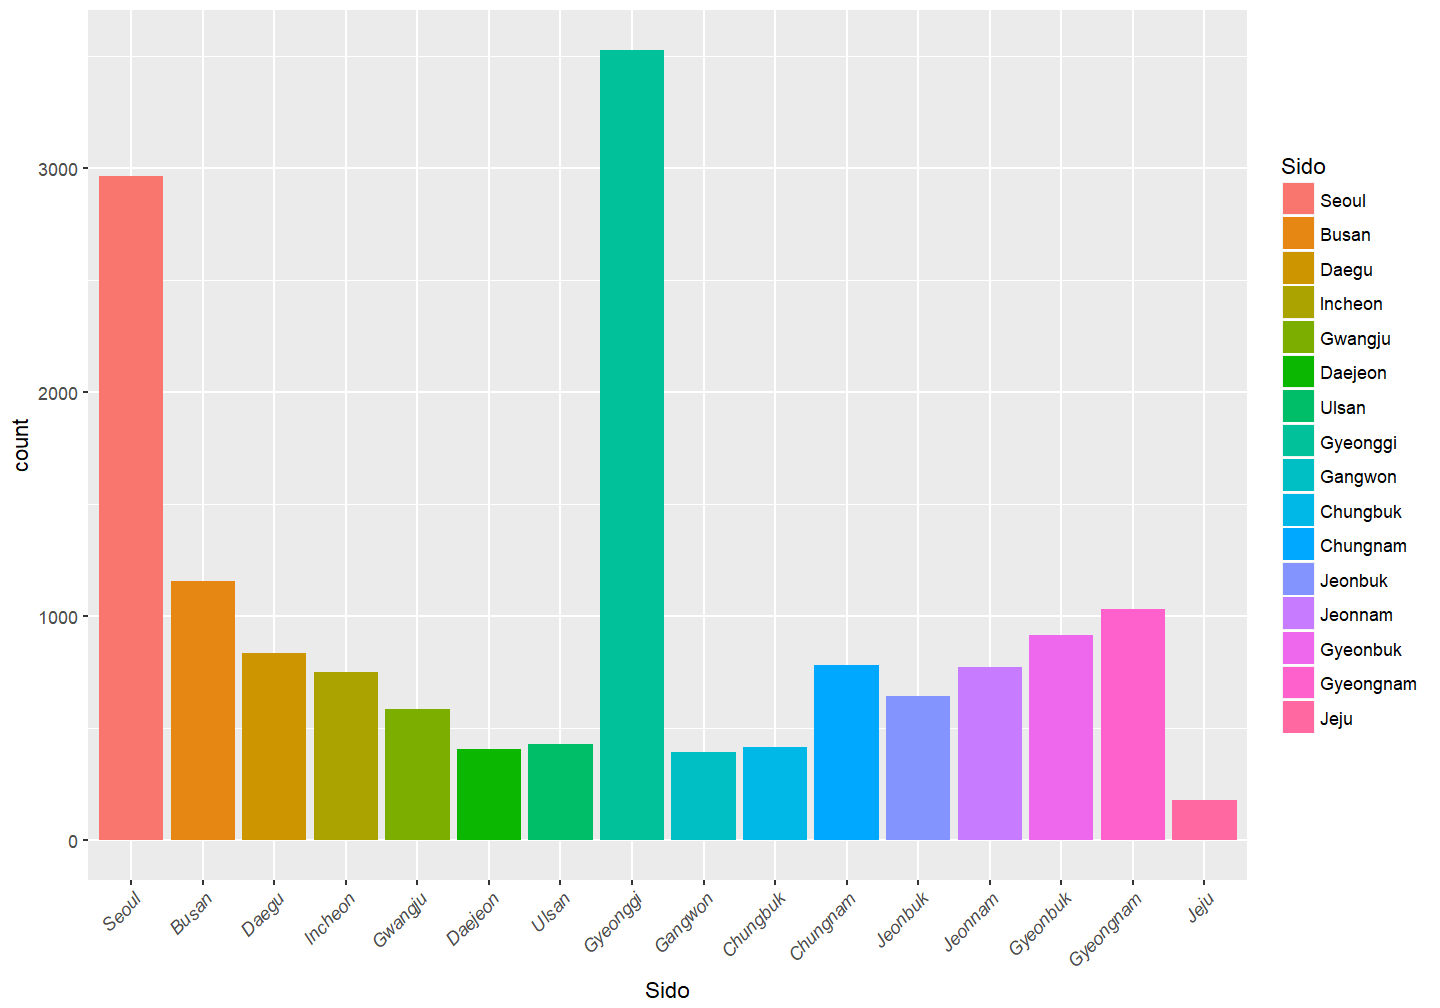 3000
2000
1000
0
count
Seoul
Busan
Daegu
Incheon
Gwangju
Daejeon
Ulsan
Gyeonggi
Gangwon
Chungbuk
Chungnam
Jeonbuk
Jeonnam
Gyeonbuk
Gyeongnam
Jeju
Sido
Sido
Seoul
Busan
Daegu
Incheon
Gwangju
Daejeon
Ulsan
Gyeonggi
Gangwon
Chungbuk
Chungnam
Jeonbuk
Jeonnam
Gyeonbuk
Gyeongnam
Jeju